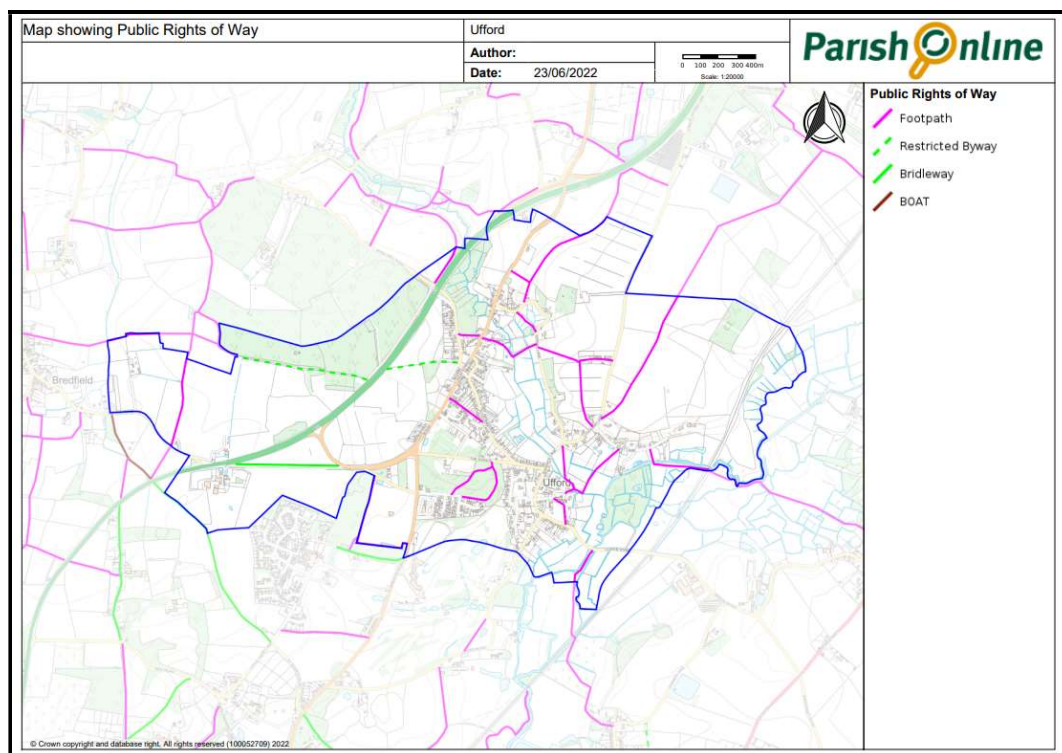 Map showing Public Rights of Way
Ufford
Author:
Date: 23/06/2022
0 100 200 300 400m
Scale: 1:20000
Parish Online
Public Rights of Way
Footpath
Restricted Byway
Bridleway
BOAT
Bredfield
Ufford
© Crown copyright and database right. All rights reserved (100052709) 2022